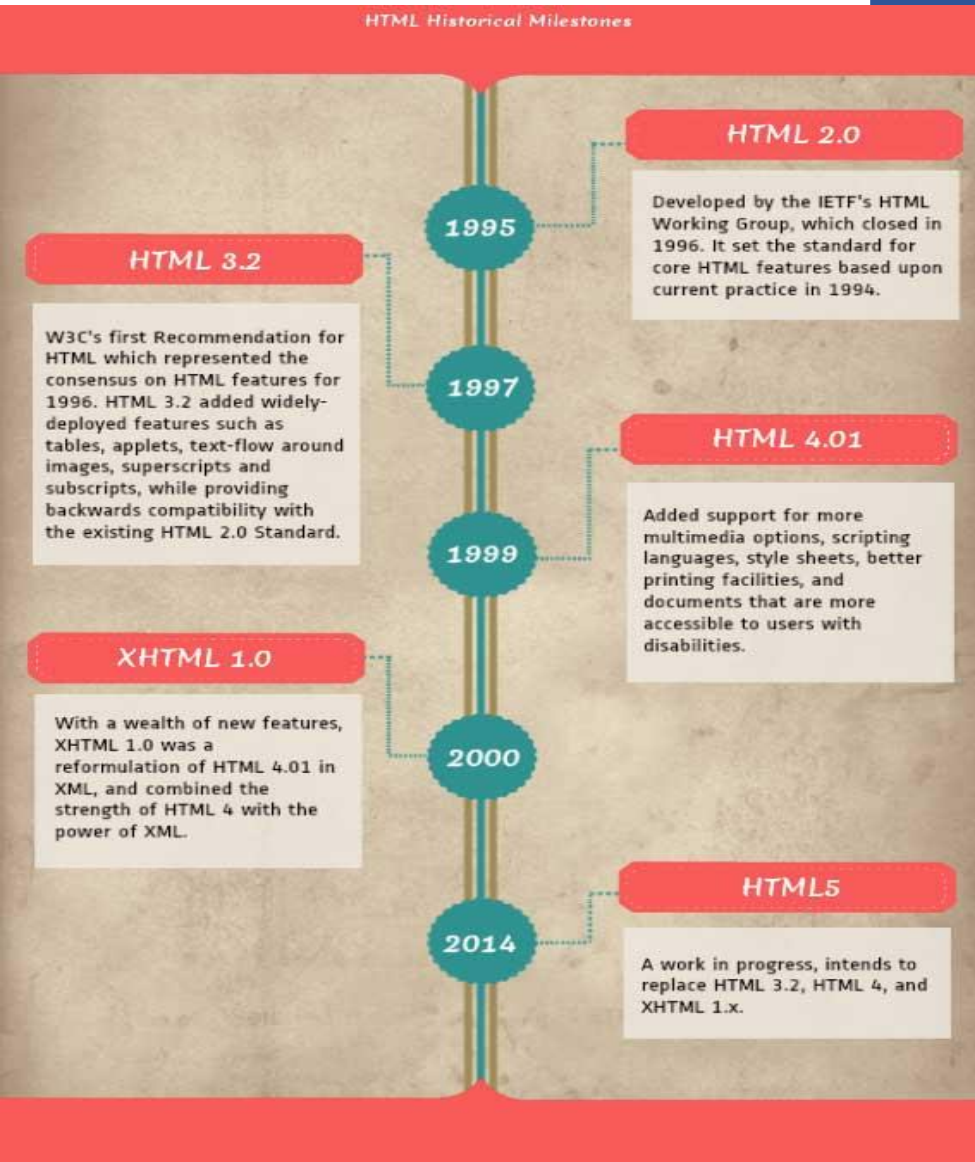 HTML Historical Milestones
HTML 2.0
Developed by the IETF's HTML
Working Group, which closed in
1996. It set the standard for
core HTML features based upon
current practice in 1994.
1995
HTML 3.2
W3C's first Recommendation for
HTML which represented the
consensus on HTML features for
1996. HTML 3.2 added widely-
deployed features such as
tables, applets, text-flow around
images, superscripts and
subscripts, while providing
backwards compatibility with
the existing HTML 2.0 Standard.
1997
HTML 4.01
Added support for more
multimedia options, scripting
languages, style sheets, better
printing facilities, and
documents that are more
accessible to users with
disabilities.
1999
XHTML 1.0
With a wealth of new features,
XHTML 1.0 was a
reformulation of HTML 4.01 in
XML, and combined the
strength of HTML 4 with the
power of XML.
2000
HTML5
A work in progress, intends to
replace HTML 3.2, HTML 4, and
XHTML 1.x.
2014